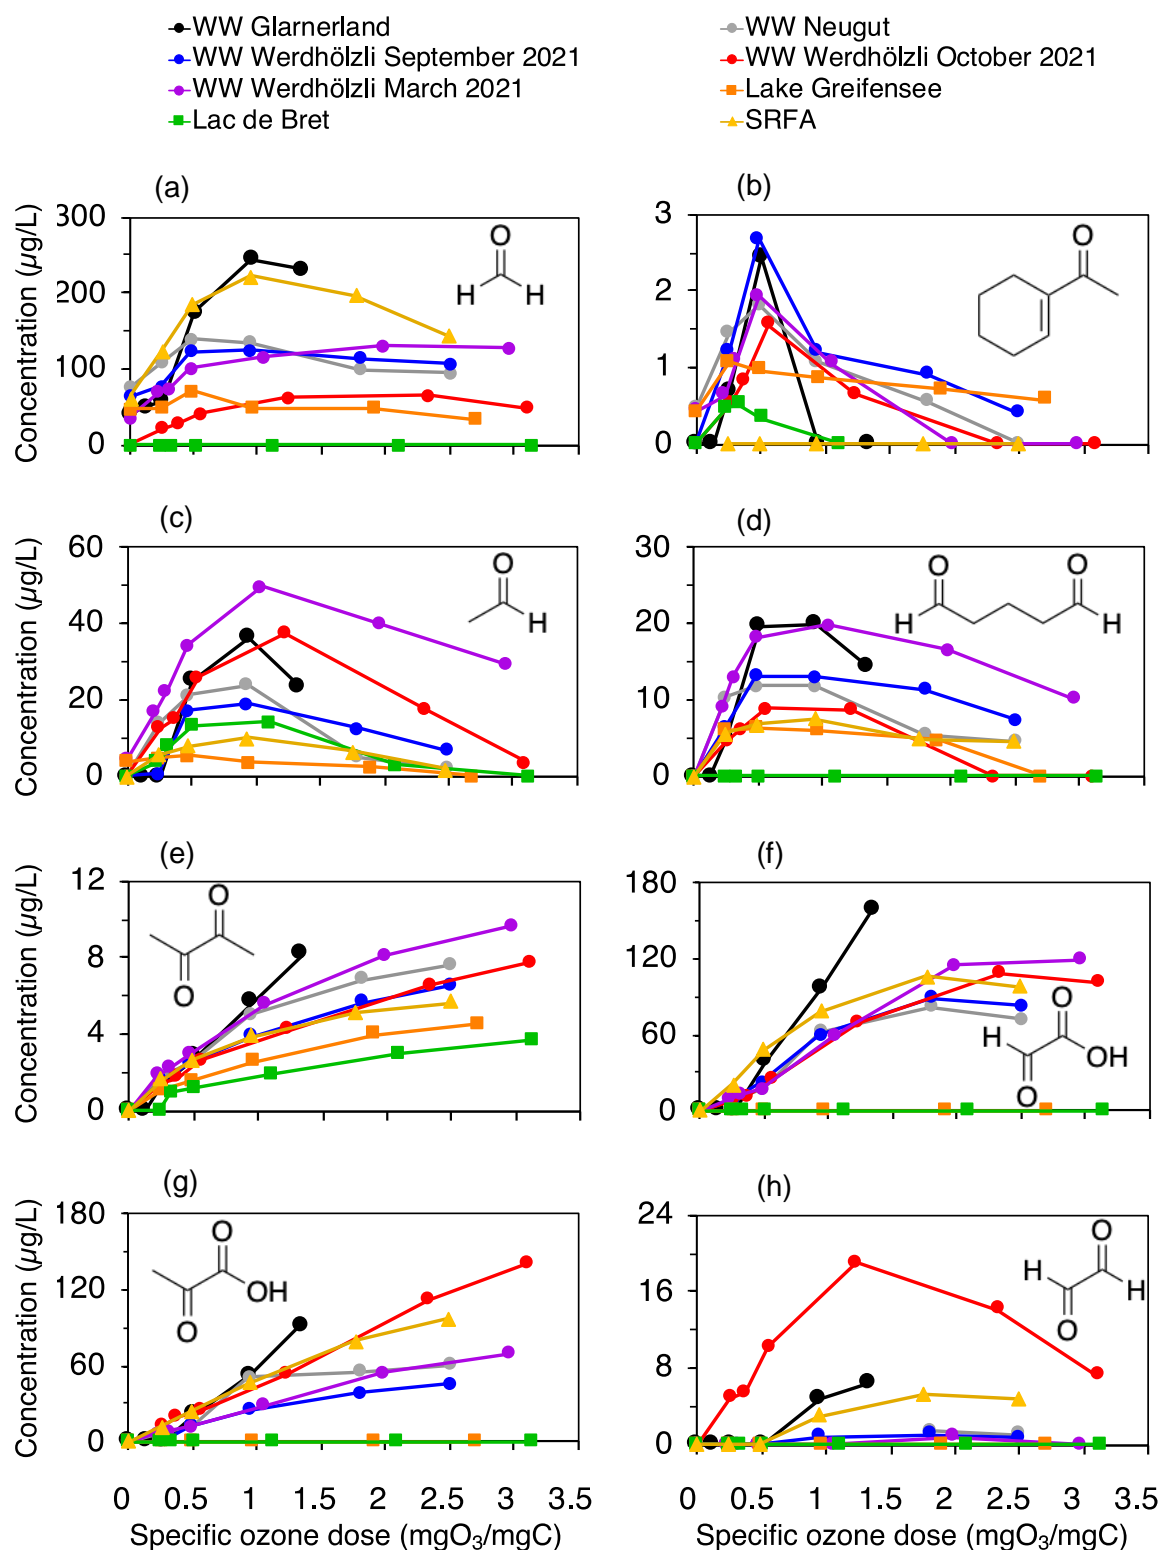 WW Glarnerland WW Neugut
WW Werdhölzli September 2021 WW Werdhölzli October 2021
WW Werdhölzli March 2021 Lake Greifensee
Lac de Bret SRFA
(a) (b)
Concentration (µg/L)
300
200
100
0
O
H H
3
2
1
0
O
(c) (d)
Concentration (µg/L)
60
40
20
0
O
H
30
20
10
0
O O
H H
(e) (f)
Concentration (µg/L)
12
8
4
0
O
O
180
120
60
0
O
H
OH
O
(g) (h)
Concentration (µg/L)
180
120
60
0
O
OH
O
24
16
8
0
O
H
H
O
0 0.5 1 1.5 2 2.5 3 3.5 0 0.5 1 1.5 2 2.5 3 3.5
Specific ozone dose (mgO₃/mgC) Specific ozone dose (mgO₃/mgC)